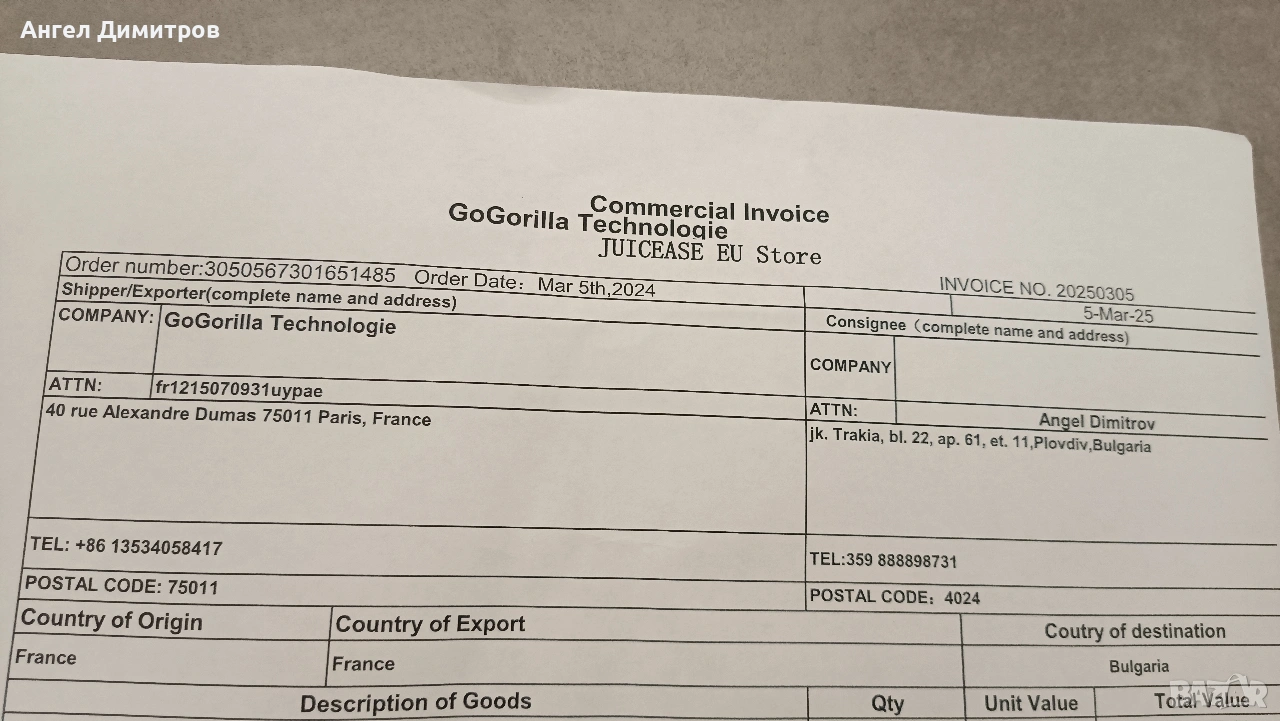 Ангел Димитров
Commercial Invoice
GoGorilla Technologie
JUICEASE EU Store
Order number:3050567301651485 Order Date： Mar 5th,2024
INVOICE NO. 20250305
5-Mar-25
Shipper/Exporter(complete name and address)
Consignee（complete name and address)
COMPANY: GoGorilla Technologie
COMPANY
ATTN: fr1215070931uypae
ATTN: Angel Dimitrov
40 rue Alexandre Dumas 75011 Paris, France
jk. Trakia, bl. 22, ap. 61, et. 11,Plovdiv,Bulgaria
TEL: +86 13534058417
TEL:359 888898731
POSTAL CODE: 75011
POSTAL CODE：4024
Country of Origin Country of Export Coutry of destination
France France Bulgaria
Description of Goods Qty Unit Value Total Value
BAZAR